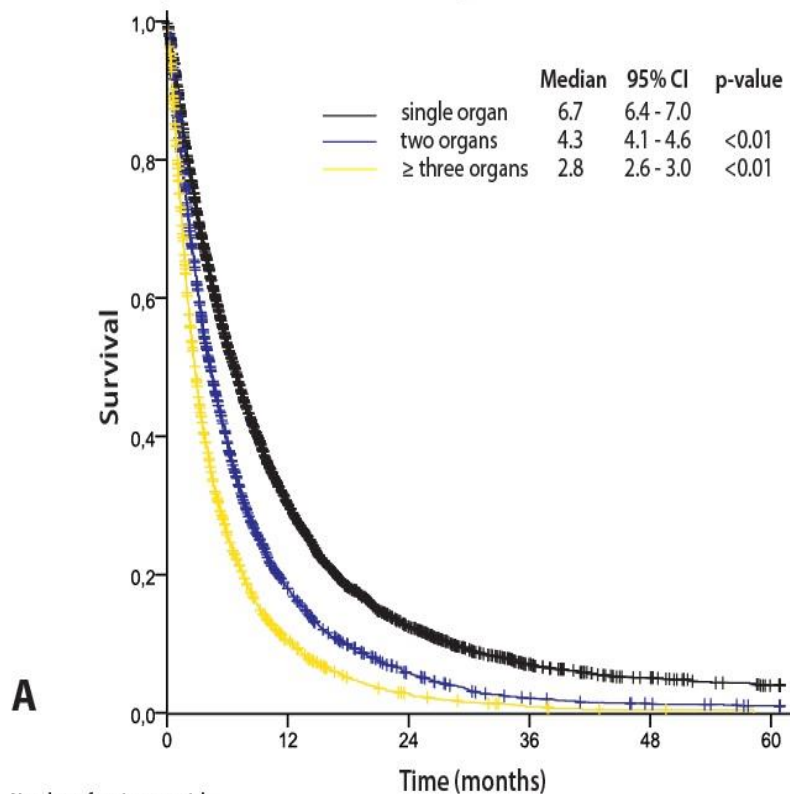 Median 95% CI p-value
single organ 6.7 6.4 - 7.0
two organs 4.3 4.1 - 4.6 <0.01
≥ three organs 2.8 2.6 - 3.0 <0.01
1,0
0,8
0,6
0,4
0,2
0,0
Survival
A
0 12 24 36 48 60
Time (months)